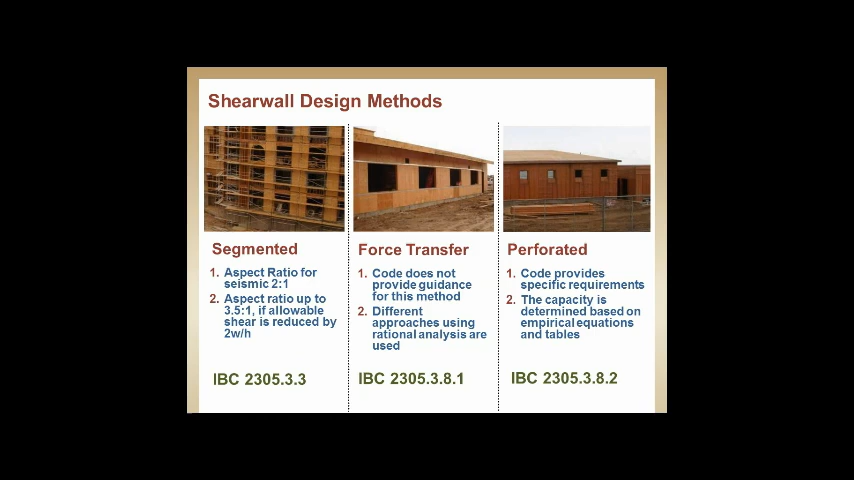 Shearwall Design Methods
Segmented
1. Aspect Ratio for
seismic 2:1
2. Aspect ratio up to
3.5:1, if allowable
shear is reduced by
2w/h
IBC 2305.3.3
Force Transfer
1. Code does not
provide guidance
for this method
2. Different
approaches using
rational analysis are
used
IBC 2305.3.8.1
Perforated
1. Code provides
specific requirements
2. The capacity is
determined based on
empirical equations
and tables
IBC 2305.3.8.2